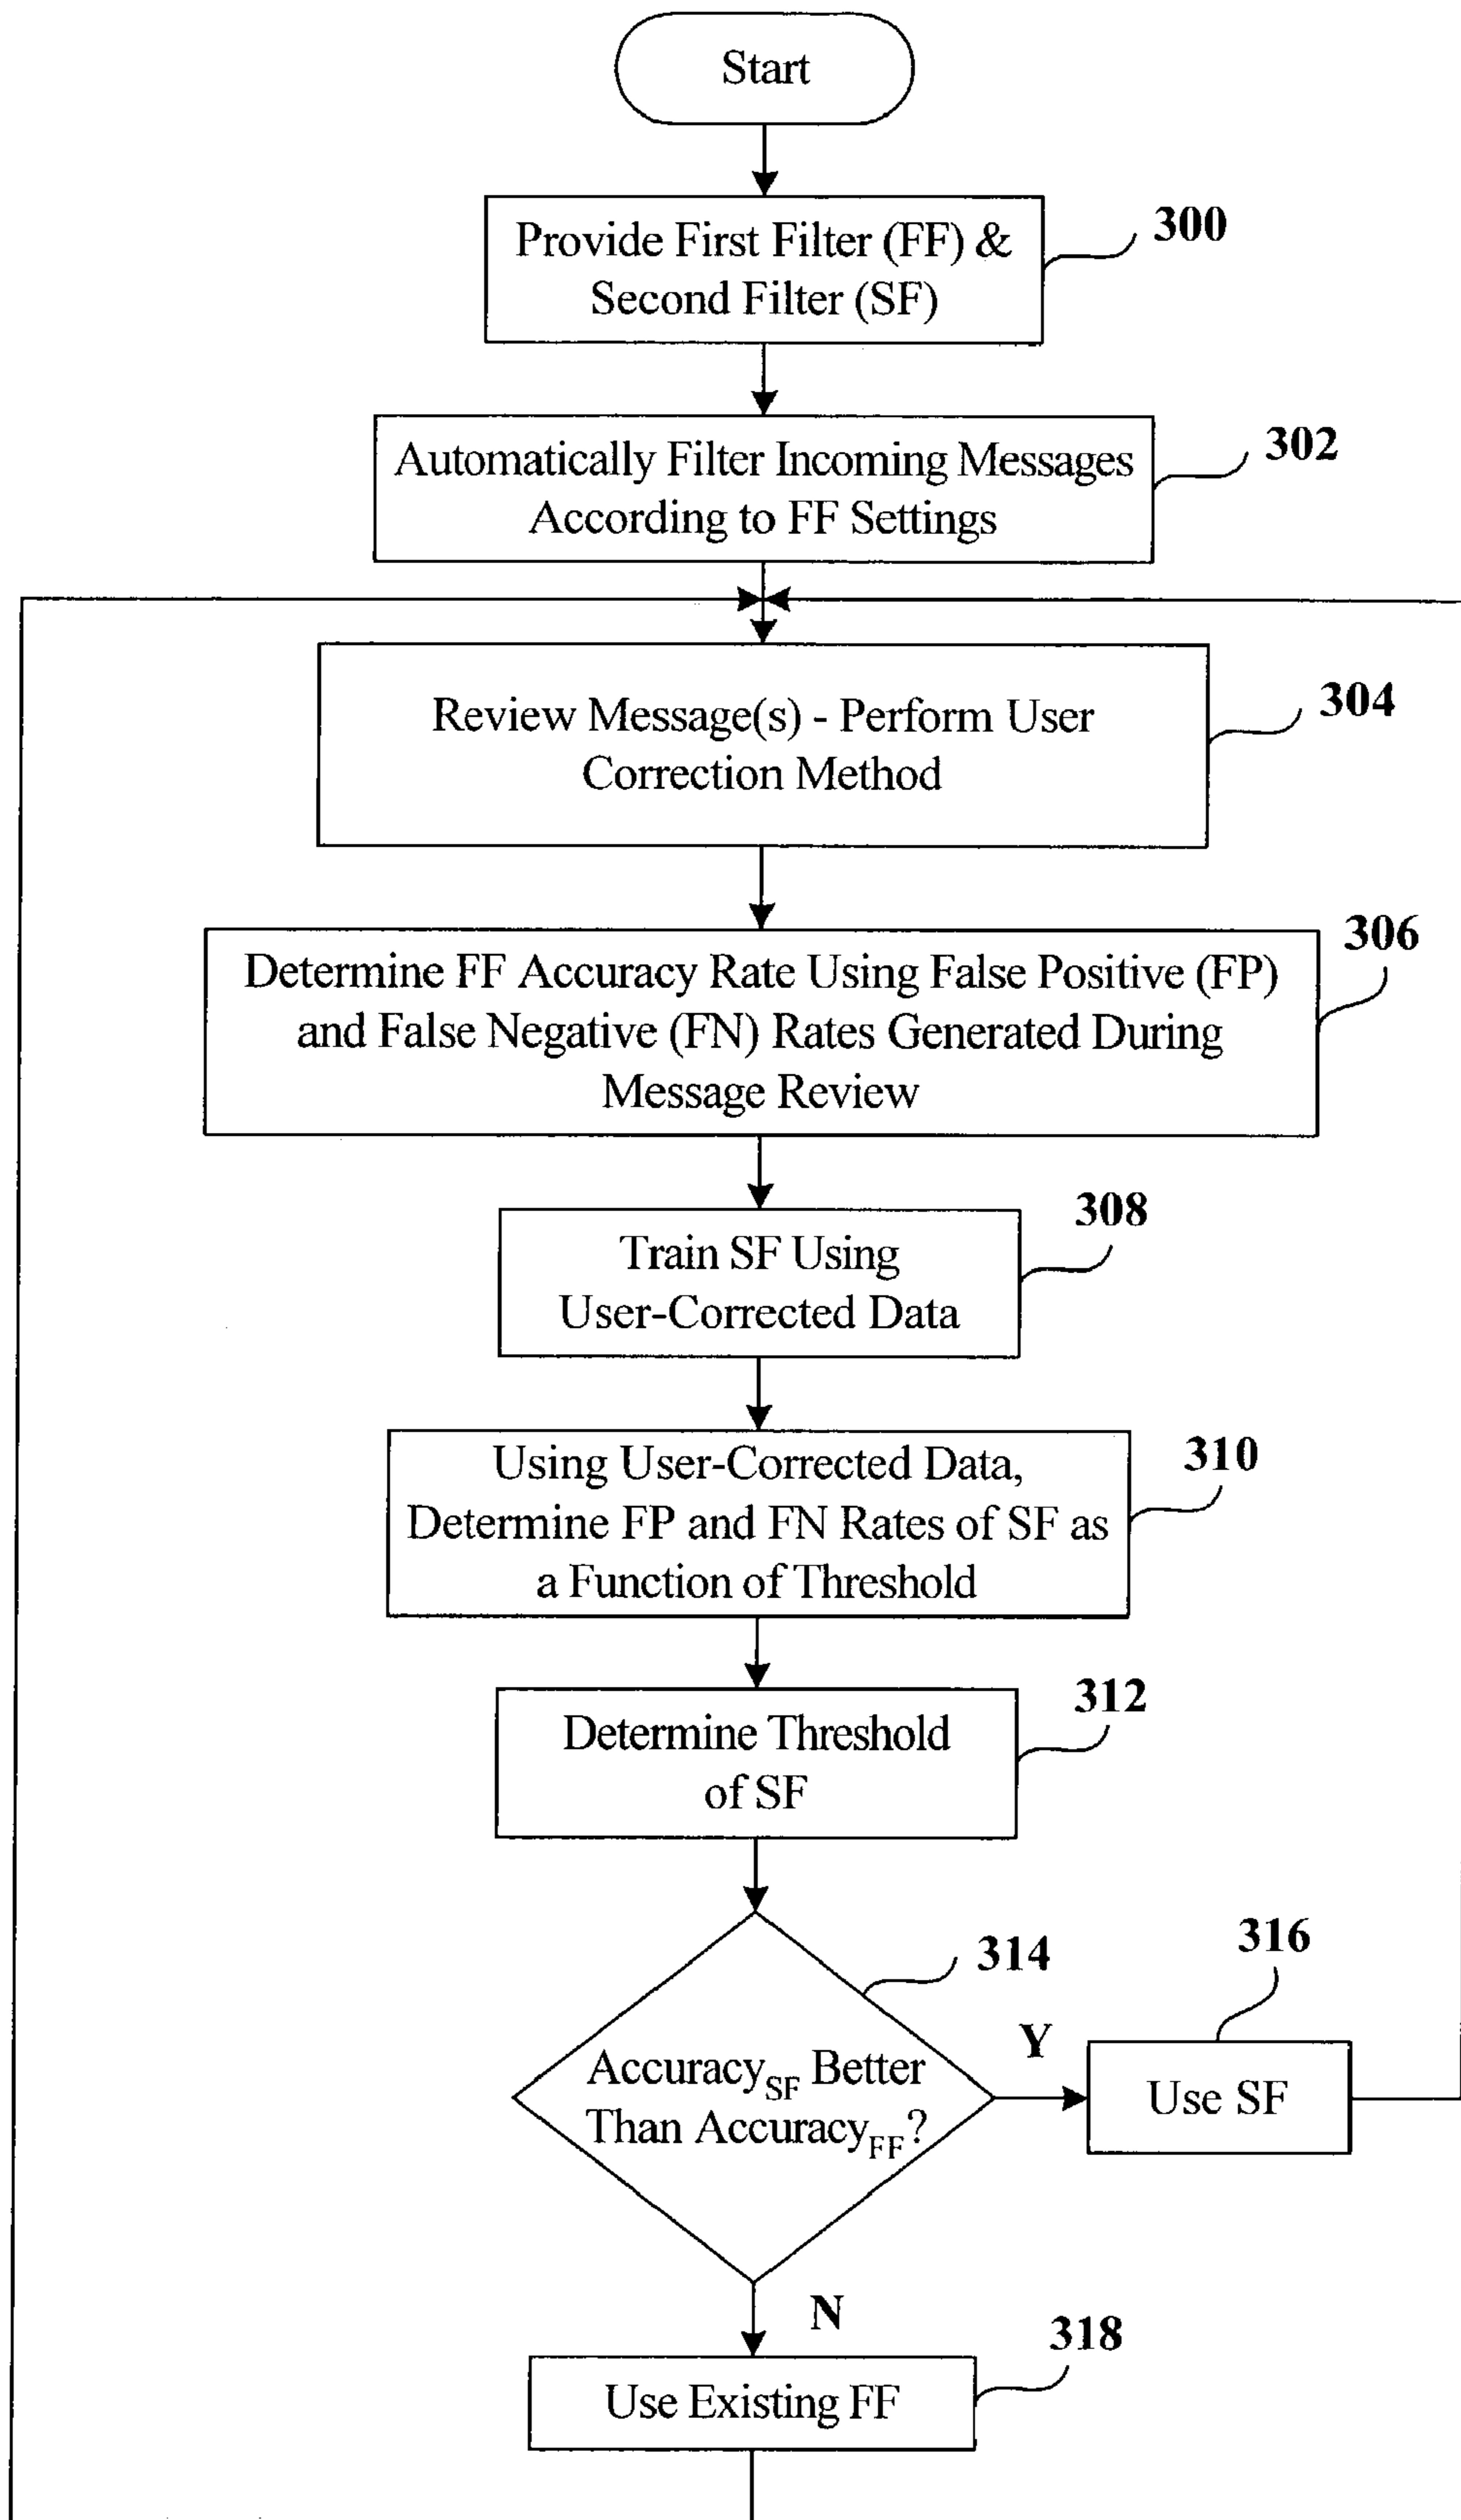 Start
Provide First Filter (FF) &
Second Filter (SF)
300
Automatically Filter Incoming Messages
According to FF Settings
302
Review Message(s) - Perform User
Correction Method
304
Determine FF Accuracy Rate Using False Positive (FP)
and False Negative (FN) Rates Generated During
Message Review
306
Train SF Using
User-Corrected Data
308
Using User-Corrected Data,
Determine FP and FN Rates of SF as
a Function of Threshold
310
Determine Threshold
of SF
312
314
Accuracy SF Better
Than Accuracy FF?
Y
316
Use SF
N
318
Use Existing FF